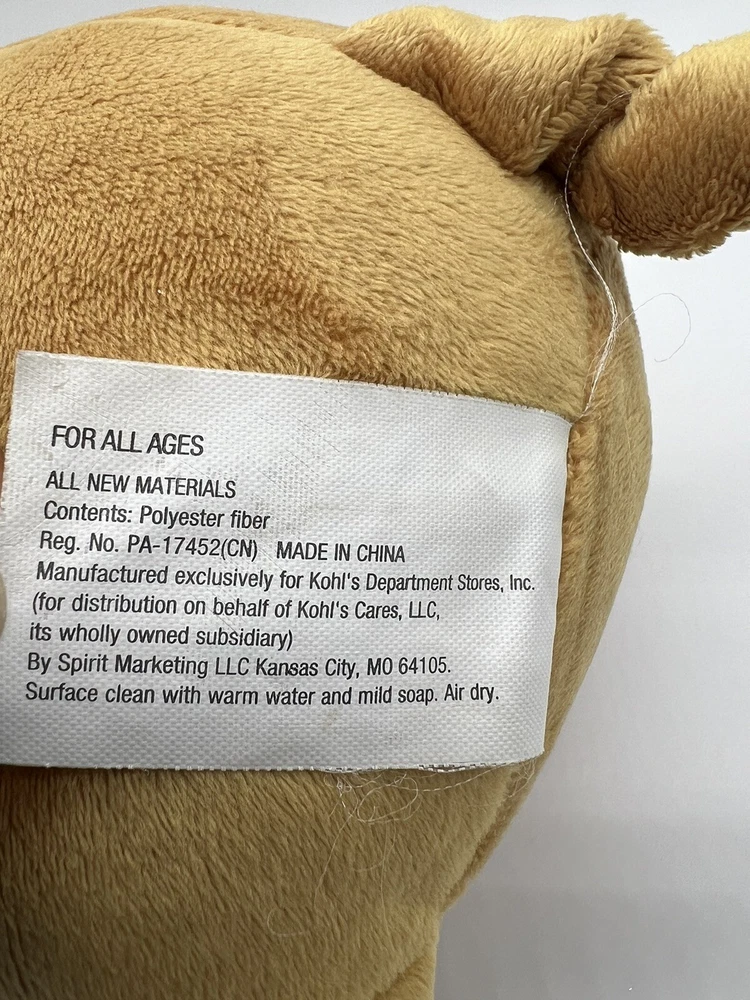 FOR ALL AGES
ALL NEW MATERIALS
Contents: Polyester fiber
Reg. No. PA-17452(CN) MADE IN CHINA
Manufactured exclusively for Kohl's Department Stores, Inc.
(for distribution on behalf of Kohl's Cares, LLC,
its wholly owned subsidiary)
By Spirit Marketing LLC Kansas City, MO 64105.
Surface clean with warm water and mild soap. Air dry.